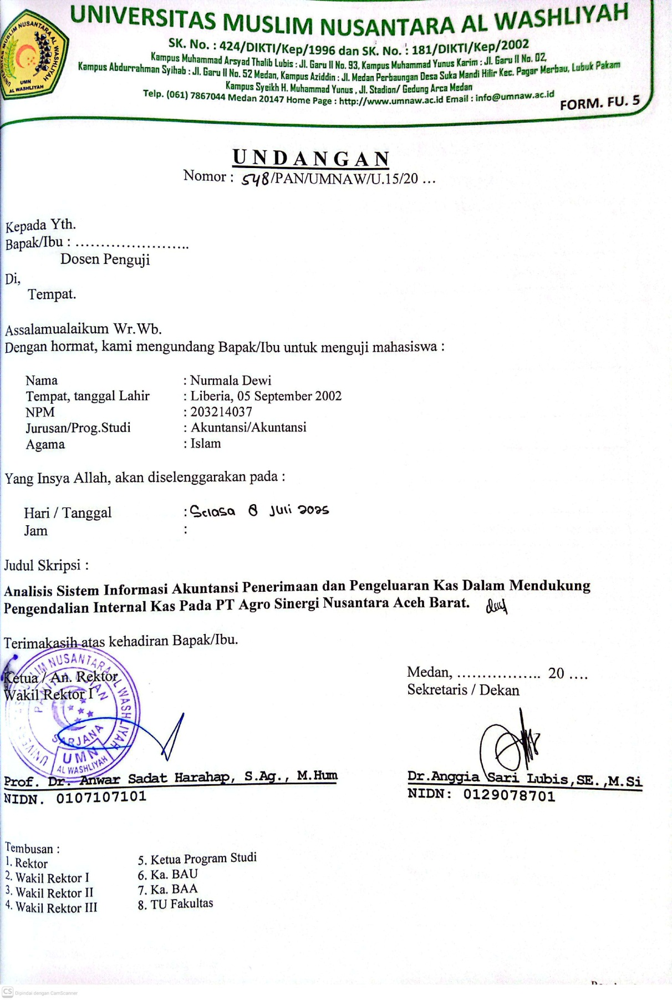 UNIVERSITAS MUSLIM NUSANTARA AL WASHLIYAH
SK. No. : 424/DIKTI/Kep/1996 dan SK. No. : 181/DIKTI/Kep/2002
Kampus Muhammad Arsyad Thalib Lubis : Jl. Garu II No. 93, Kampus Muhammad Yunus Karim : Jl. Garu II No. 02,
Kampus Abdurrahman Syihab : Jl. Garu II No. 52 Medan, Kampus Aziddin : Jl. Medan Perbaungan Desa Suka Mandi Hilir Kec. Pagar Merbau, Lubuk Pakam
Kampus Syeikh H. Muhammad Yunus , Jl. Stadion/ Gedung Arca Medan
Telp. (061) 7867044 Medan 20147 Home Page : http://www.umnaw.ac.id Email : info@umnaw.ac.id
FORM. FU. 5
UNIVERSITAS MUSLIM NUSANTARA AL WASHLIYAH
UMN
AL WASHLIYAH
UNDANGAN
Nomor : 548/PAN/UMNAW/U.15/20 ...
Kepada Yth.
Bapak/Ibu : .......................
Dosen Penguji
Di,
Tempat.
Assalamualaikum Wr.Wb.
Dengan hormat, kami mengundang Bapak/Ibu untuk menguji mahasiswa :
Nama : Nurmala Dewi
Tempat, tanggal Lahir : Liberia, 05 September 2002
NPM : 203214037
Jurusan/Prog.Studi : Akuntansi/Akuntansi
Agama : Islam
Yang Insya Allah, akan diselenggarakan pada :
Hari / Tanggal : Selasa 8 Juli 2025
Jam :
Judul Skripsi :
Analisis Sistem Informasi Akuntansi Penerimaan dan Pengeluaran Kas Dalam Mendukung
Pengendalian Internal Kas Pada PT Agro Sinergi Nusantara Aceh Barat.
Terimakasih atas kehadiran Bapak/Ibu.
Ketua / An. Rektor
Wakil Rektor I
UNIVERSITAS MUSLIM NUSANTARA AL WASHLIYAH
PANITIA UJIAN
SARJANA
UMN
AL WASHLIYAH
Prof. Dr. Anwar Sadat Harahap, S.Ag., M.Hum
NIDN. 0107107101
Medan, ................. 20 ....
Sekretaris / Dekan
Dr.Anggia Sari Lubis,SE.,M.Si
NIDN: 0129078701
Tembusan :
1. Rektor
2. Wakil Rektor I
3. Wakil Rektor II
4. Wakil Rektor III
5. Ketua Program Studi
6. Ka. BAU
7. Ka. BAA
8. TU Fakultas
CS Dipindai dengan CamScanner